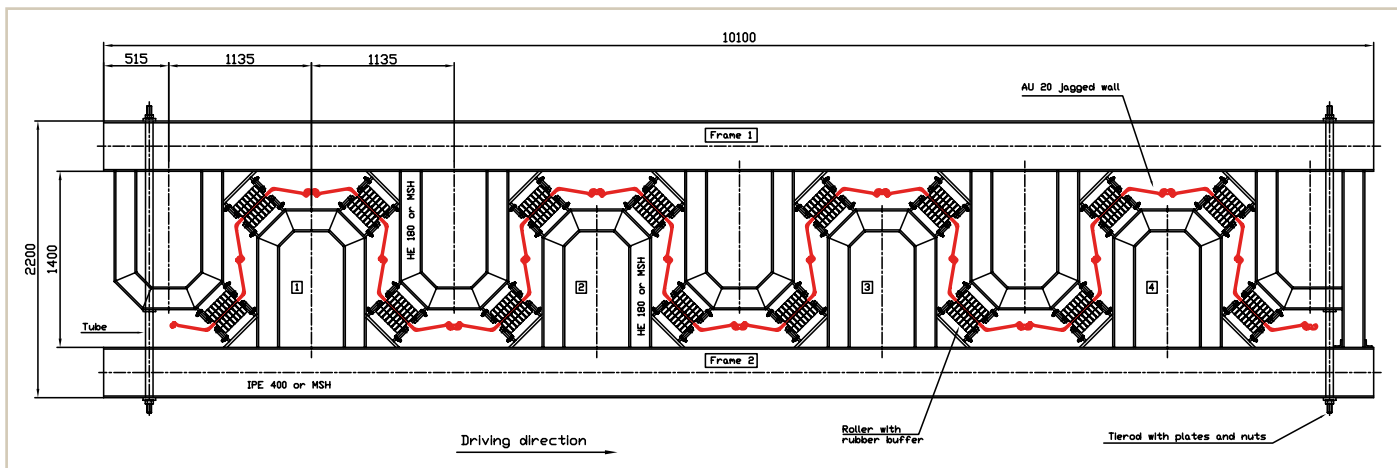 10100
515
1135
1135
AU 20 jagged wall
Frame 1
HE 180 or MSH
2200
1400
1
2
HE 180 or MSH
3
4
Tube
Frame 2
IPE 400 or MSH
Roller with
rubber buffer
Tierod with plates and nuts
Driving direction